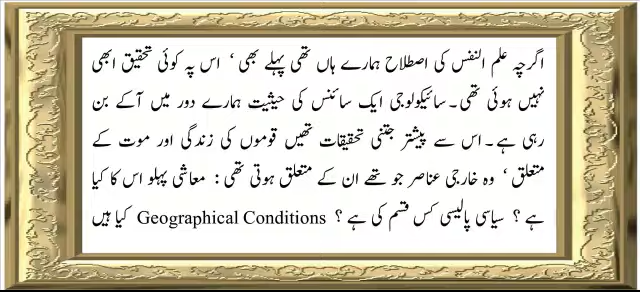 اگرچہ علم النفس کی اصطلاح ہمارے ہاں تھی پہلے بھی ‘ اس پہ کوئی تحقیق ابھی
نہیں ہوئی تھی۔ سائیکولوجی ایک سائنس کی حیثیت ہمارے دور میں آکے بن
رہی ہے۔ اس سے پیشتر جتنی تحقیقات تھیں قوموں کی زندگی اور موت کے
متعلق ‘ وہ خارجی عناصر جو تھے ان کے متعلق ہوتی تھی : معاشی پہلو اس کا کیا
ہے ؟ سیاسی پالیسی کس قسم کی ہے ؟ Geographical Conditions کیا ہیں